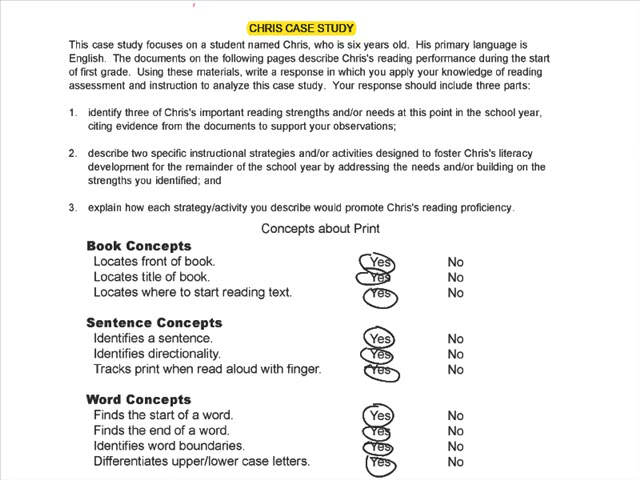 CHRIS CASE STUDY
This case study focuses on a student named Chris, who is six years old. His primary language is
English. The documents on the following pages describe Chris's reading performance during the start
of first grade. Using these materials, write a response in which you apply your knowledge of reading
assessment and instruction to analyze this case study. Your response should include three parts:
1. identify three of Chris's important reading strengths and/or needs at this point in the school year,
citing evidence from the documents to support your observations;
2. describe two specific instructional strategies and/or activities designed to foster Chris's literacy
development for the remainder of the school year by addressing the needs and/or building on the
strengths you identified; and
3. explain how each strategy/activity you describe would promote Chris's reading proficiency.
Concepts about Print
Book Concepts
Locates front of book. Yes No
Locates title of book. Yes No
Locates where to start reading text. Yes No
Sentence Concepts
Identifies a sentence. Yes No
Identifies directionality. Yes No
Tracks print when read aloud with finger. Yes No
Word Concepts
Finds the start of a word. Yes No
Finds the end of a word. Yes No
Identifies word boundaries. Yes No
Differentiates upper/lower case letters. Yes No